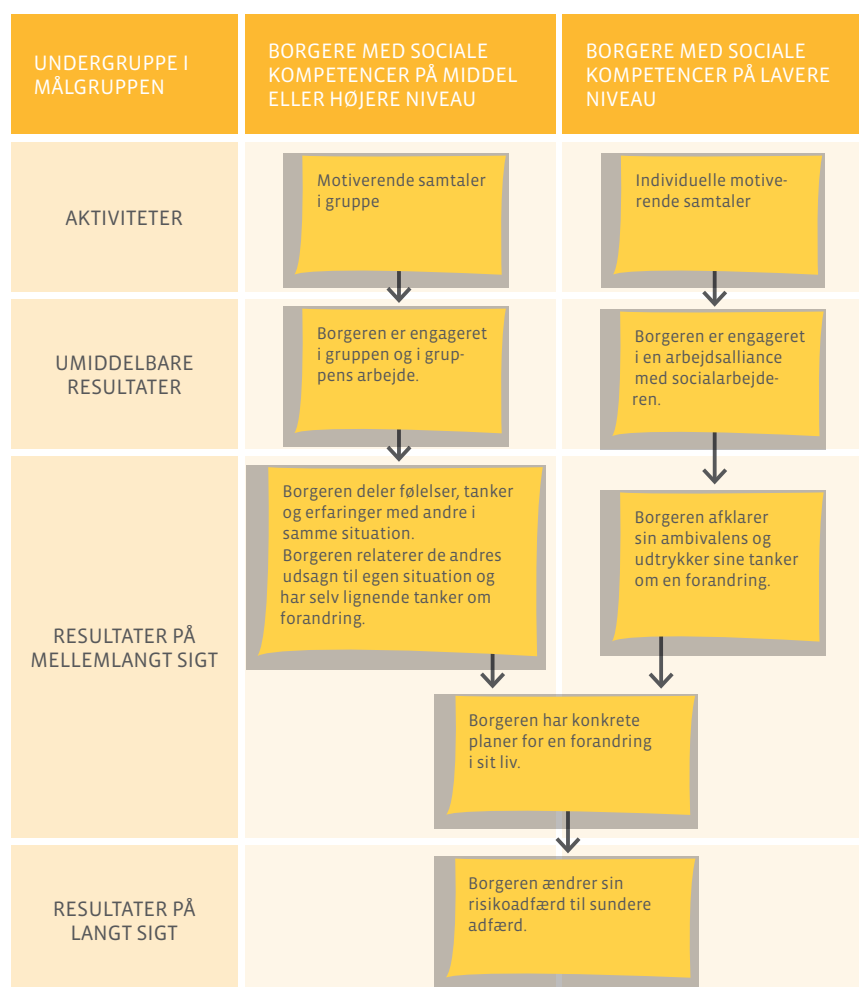 UNDERGRUPPE I
MÅLGRUPPEN
BORGERE MED SOCIALE
KOMPETENCER PÅ MIDDEL
ELLER HØJERE NIVEAU
BORGERE MED SOCIALE
KOMPETENCER PÅ LAVERE
NIVEAU
AKTIVITETER
Motiverende samtaler
i gruppe
Individuelle motive-
rende samtaler
UMIDDELBARE
RESULTATER
Borgeren er engageret
i gruppen og i grup-
pens arbejde.
Borgeren er engageret
i en arbejdsalliance
med socialarbejde-
ren.
RESULTATER PÅ
MELLEMLANGT SIGT
Borgeren deler følelser, tanker
og erfaringer med andre i
samme situation.
Borgeren relaterer de andres
udsagn til egen situation og
har selv lignende tanker om
forandring.
Borgeren afklarer
sin ambivalens og
udtrykker sine tanker
om en forandring.
Borgeren har konkrete
planer for en forandring
i sit liv.
RESULTATER PÅ
LANGT SIGT
Borgeren ændrer sin
risikoadfærd til sundere
adfærd.